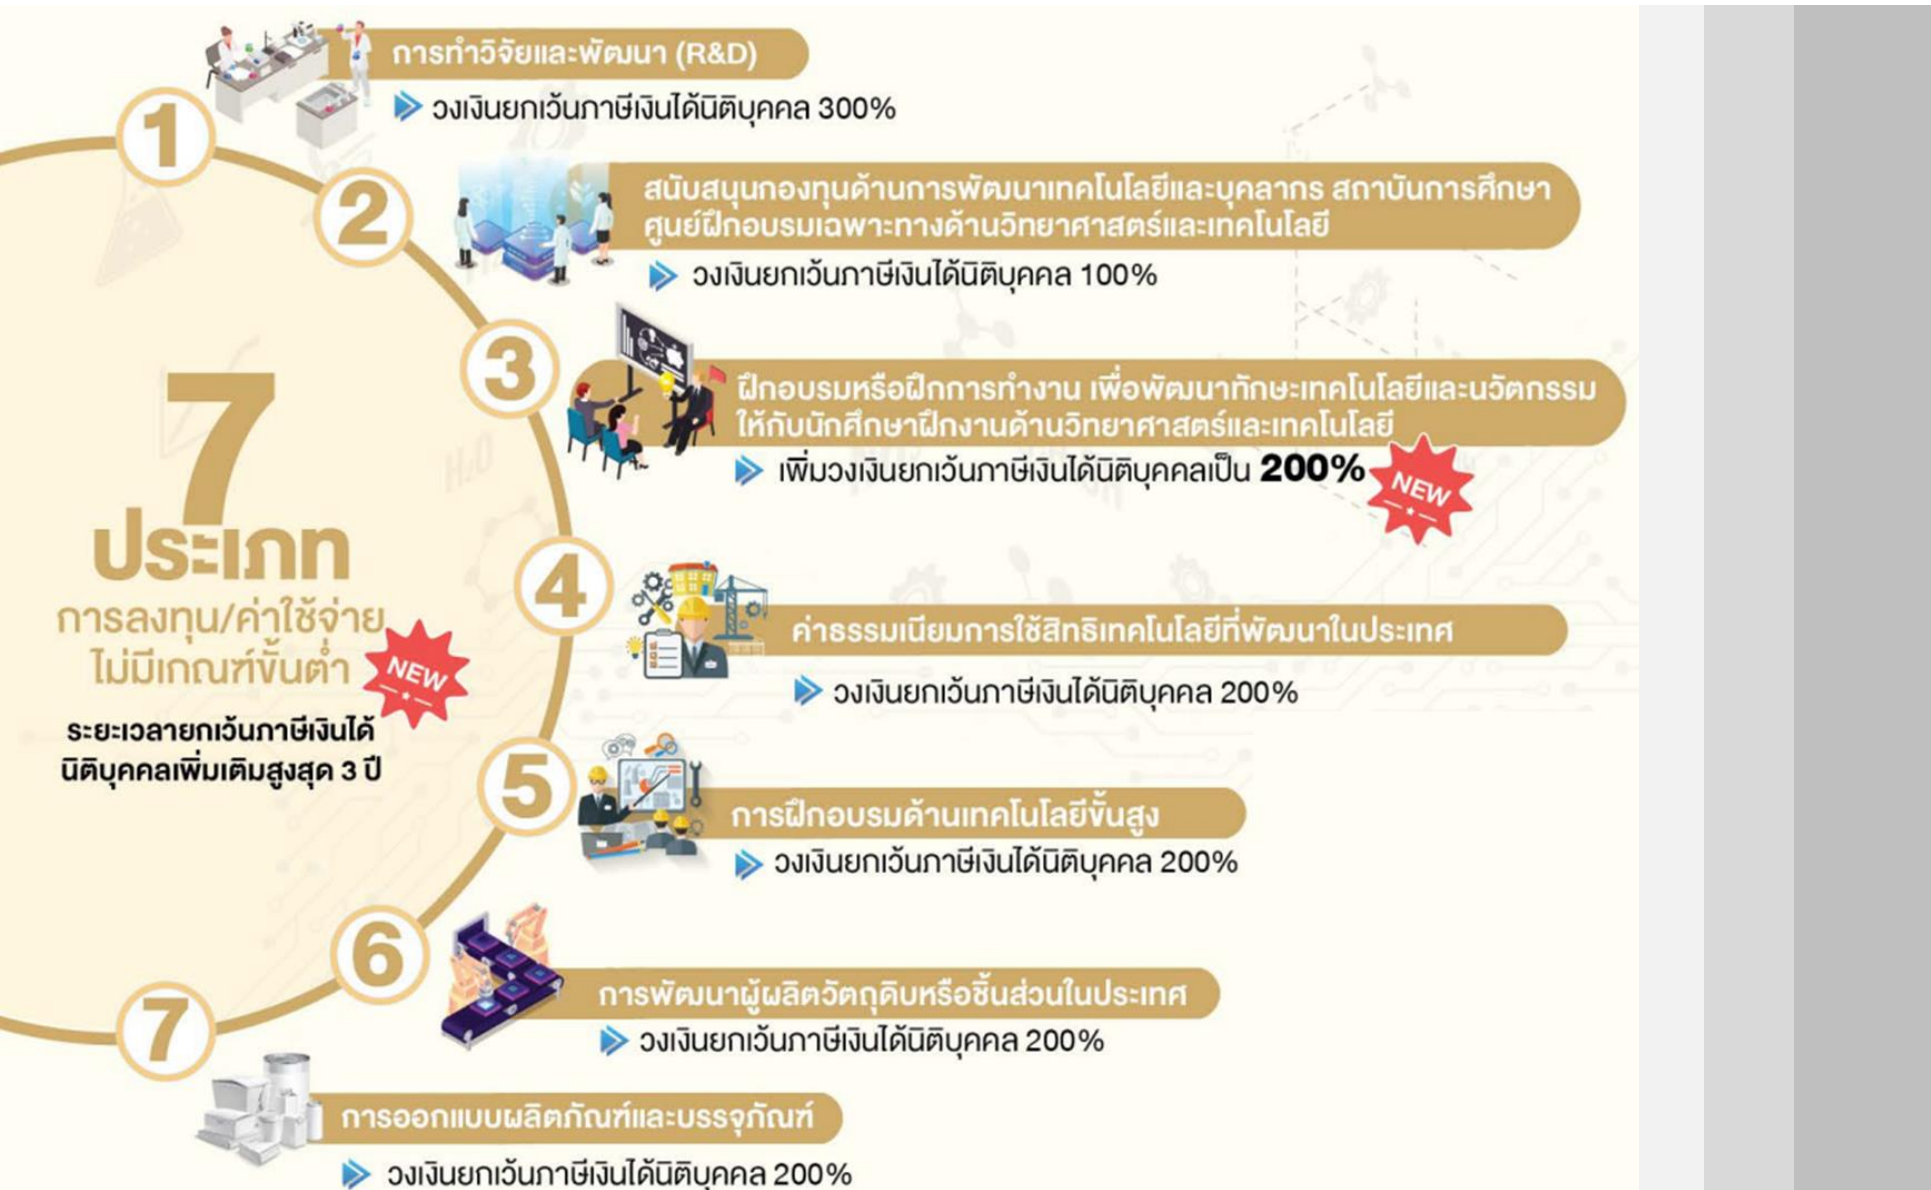 1
การทำวิจัยและพัฒนา (R&D)
วงเงินยกเว้นภาษีเงินได้นิติบุคคล 300%
2
สนับสนุนกองทุนด้านการพัฒนาเทคโนโลยีและบุคลากร สถาบันการศึกษา
ศูนย์ฝึกอบรมเฉพาะทางด้านวิทยาศาสตร์และเทคโนโลยี
วงเงินยกเว้นภาษีเงินได้นิติบุคคล 100%
3
ฝึกอบรมหรือฝึกการทำงาน เพื่อพัฒนาทักษะเทคโนโลยีและนวัตกรรม
ให้กับนักศึกษาฝึกงานด้านวิทยาศาสตร์และเทคโนโลยี
เพิ่มวงเงินยกเว้นภาษีเงินได้นิติบุคคลเป็น 200%
NEW
7
ประเภท
การลงทุน/ค่าใช้จ่าย
ไม่มีเกณฑ์ขั้นต่ำ
NEW
ระยะเวลายกเว้นภาษีเงินได้
นิติบุคคลเพิ่มเติมสูงสุด 3 ปี
H₂O
4
ค่าธรรมเนียมการใช้สิทธิเทคโนโลยีที่พัฒนาในประเทศ
วงเงินยกเว้นภาษีเงินได้นิติบุคคล 200%
5
การฝึกอบรมด้านเทคโนโลยีขั้นสูง
วงเงินยกเว้นภาษีเงินได้นิติบุคคล 200%
6
การพัฒนาผู้ผลิตวัตถุดิบหรือชิ้นส่วนในประเทศ
วงเงินยกเว้นภาษีเงินได้นิติบุคคล 200%
7
การออกแบบผลิตภัณฑ์และบรรจุภัณฑ์
วงเงินยกเว้นภาษีเงินได้นิติบุคคล 200%